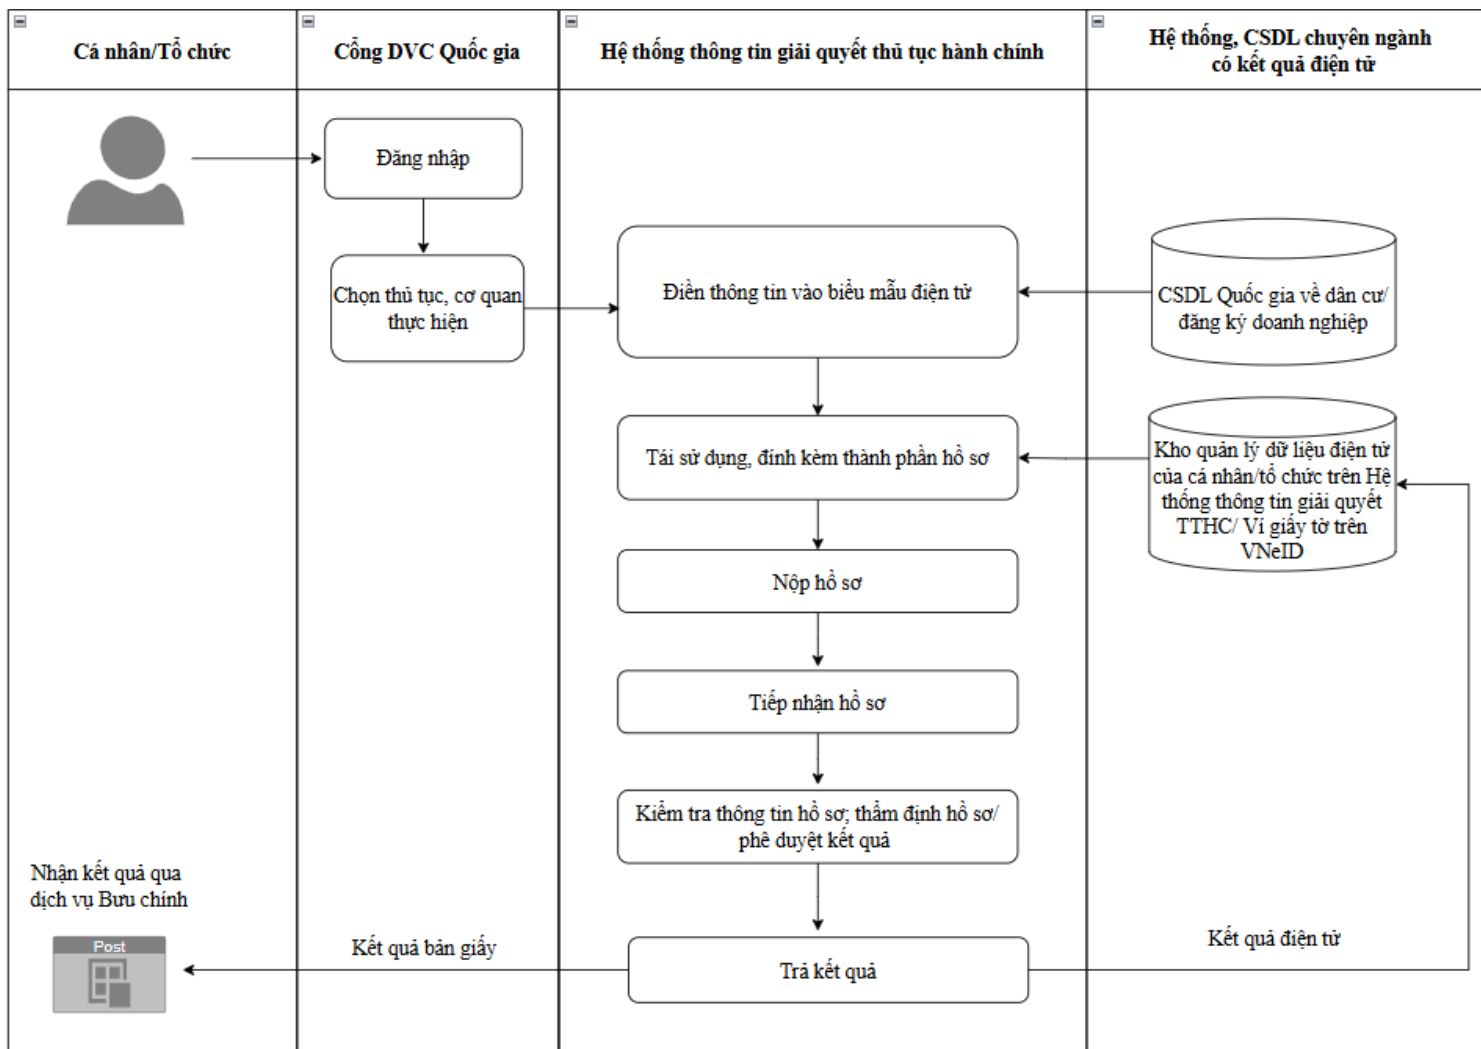 Cá nhân/Tổ chức
Cổng DVC Quốc gia
Hệ thống thông tin giải quyết thủ tục hành chính
Hệ thống, CSDL chuyên ngành
có kết quả điện tử
Đăng nhập
Chọn thủ tục, cơ quan
thực hiện
Điền thông tin vào biểu mẫu điện tử
CSDL Quốc gia về dân cư/
đăng ký doanh nghiệp
Tái sử dụng, đính kèm thành phần hồ sơ
Kho quản lý dữ liệu điện tử
của cá nhân/tổ chức trên Hệ
thống thông tin giải quyết
TTHC/ Ví giấy tờ trên
VNeID
Nộp hồ sơ
Tiếp nhận hồ sơ
Kiểm tra thông tin hồ sơ; thẩm định hồ sơ/
phê duyệt kết quả
Nhận kết quả qua
dịch vụ Bưu chính
Post
Kết quả bản giấy
Trả kết quả
Kết quả điện tử